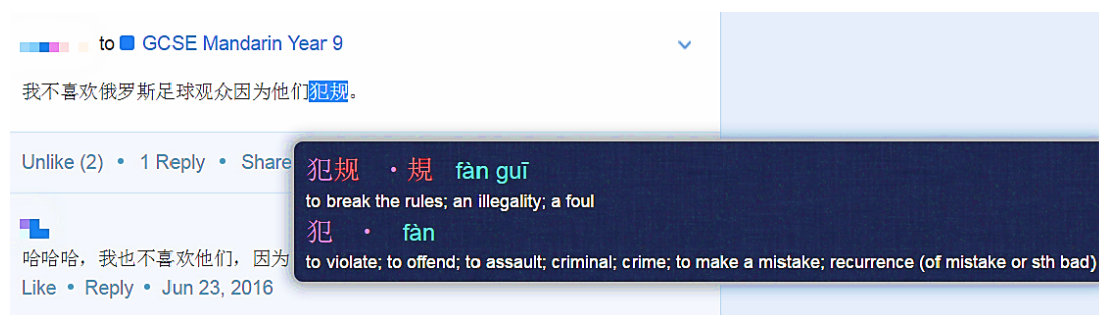 to GCSE Mandarin Year 9
我不喜欢俄罗斯足球观众因为他们犯规。
Unlike (2) • 1 Reply • Share
犯规 • 規 fàn guī
to break the rules; an illegality; a foul
犯 • fàn
to violate; to offend; to assault; criminal; crime; to make a mistake; recurrence (of mistake or sth bad)
哈哈哈，我也不喜欢他们，因为
Like • Reply • Jun 23, 2016